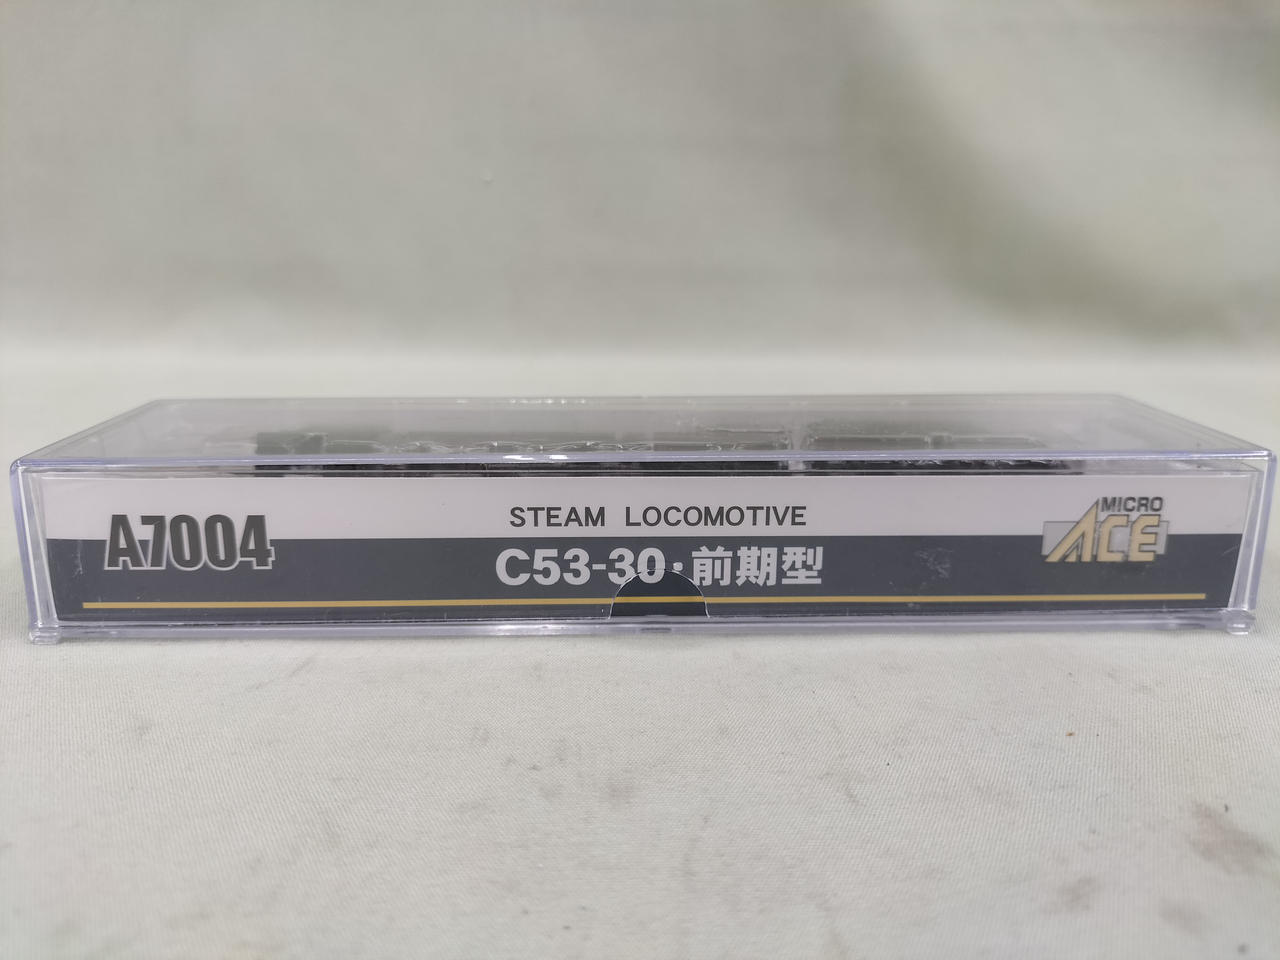 A7004
STEAM LOCOMOTIVE
C53-30・前期型
MICRO
ACE